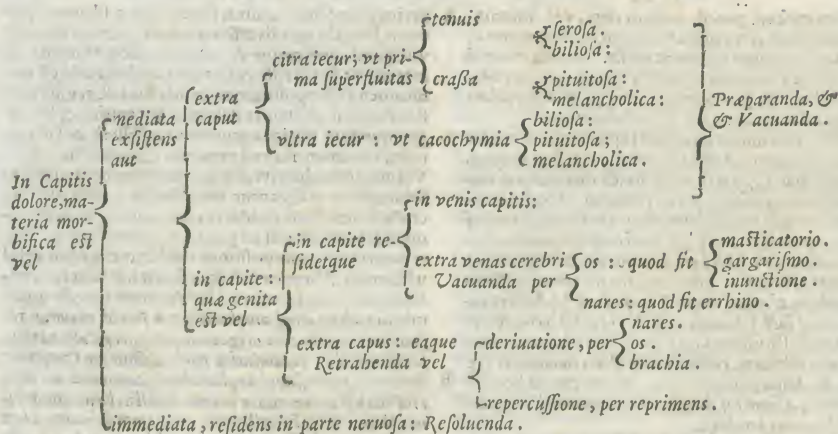 In Capitis
dolore, ma-
teria mor-
bifica est
vel
nediata
exsistens
aut
extra
caput
citra iecur; vt pri-
ma superfluitas
tenuis
serosa.
biliosa:
crassa
pituitosa:
melancholica:
vltra iecur : vt cacochymia
biliosa:
pituitosa;
melancholica.
Præparanda, &
& Vacuanda.
in capite:
quæ genita
est vel
in capite re-
sidetque
in venis capitis:
extra venas cerebri
Vacuanda per
os : quod fit
masticatorio.
gargarismo.
inunctione.
nares: quod fit errhino.
extra capus: eaque
Retrahenda vel
deriuatione, per
nares.
os.
brachia.
repercussione, per reprimens.
immediata, residens in parte neruosa: Resolucnda.